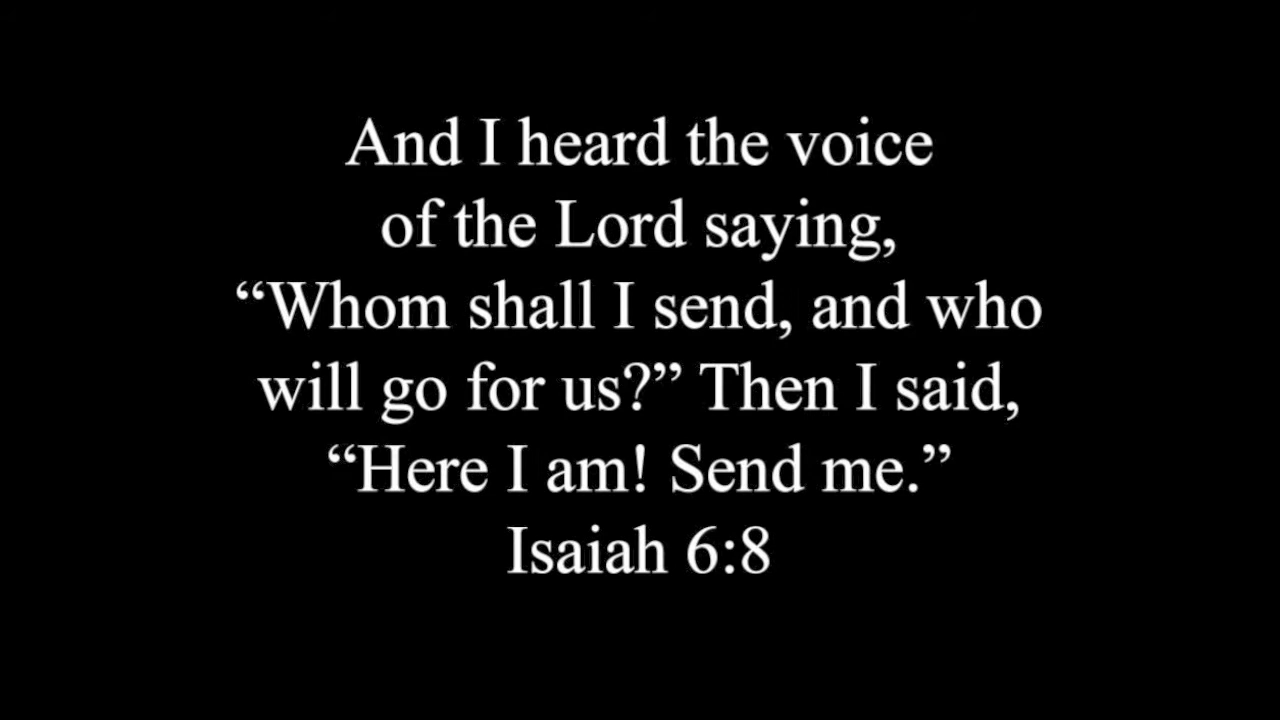 And I heard the voice
of the Lord saying,
“Whom shall I send, and who
will go for us?” Then I said,
“Here I am! Send me.”
Isaiah 6:8